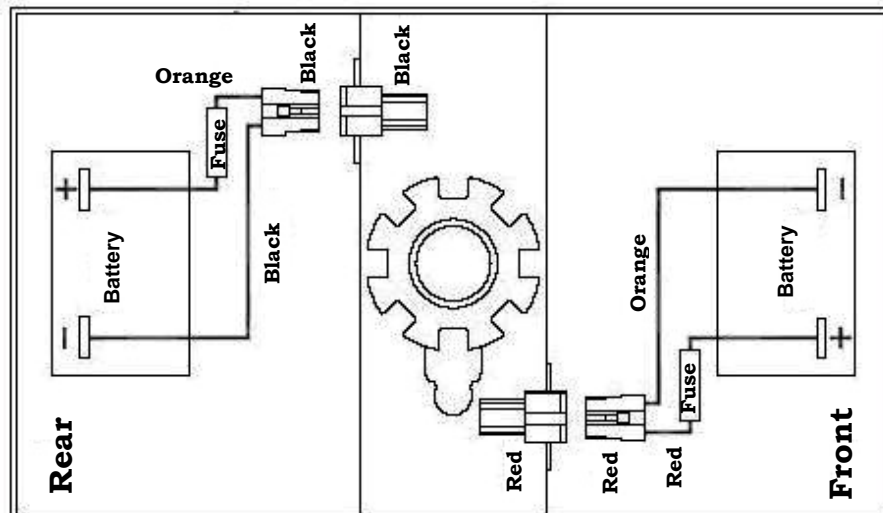 Orange
Black
Black
Fuse
+
Battery
−
Black
Rear
Orange
−
Battery
+
Fuse
Red
Red
Red
Front